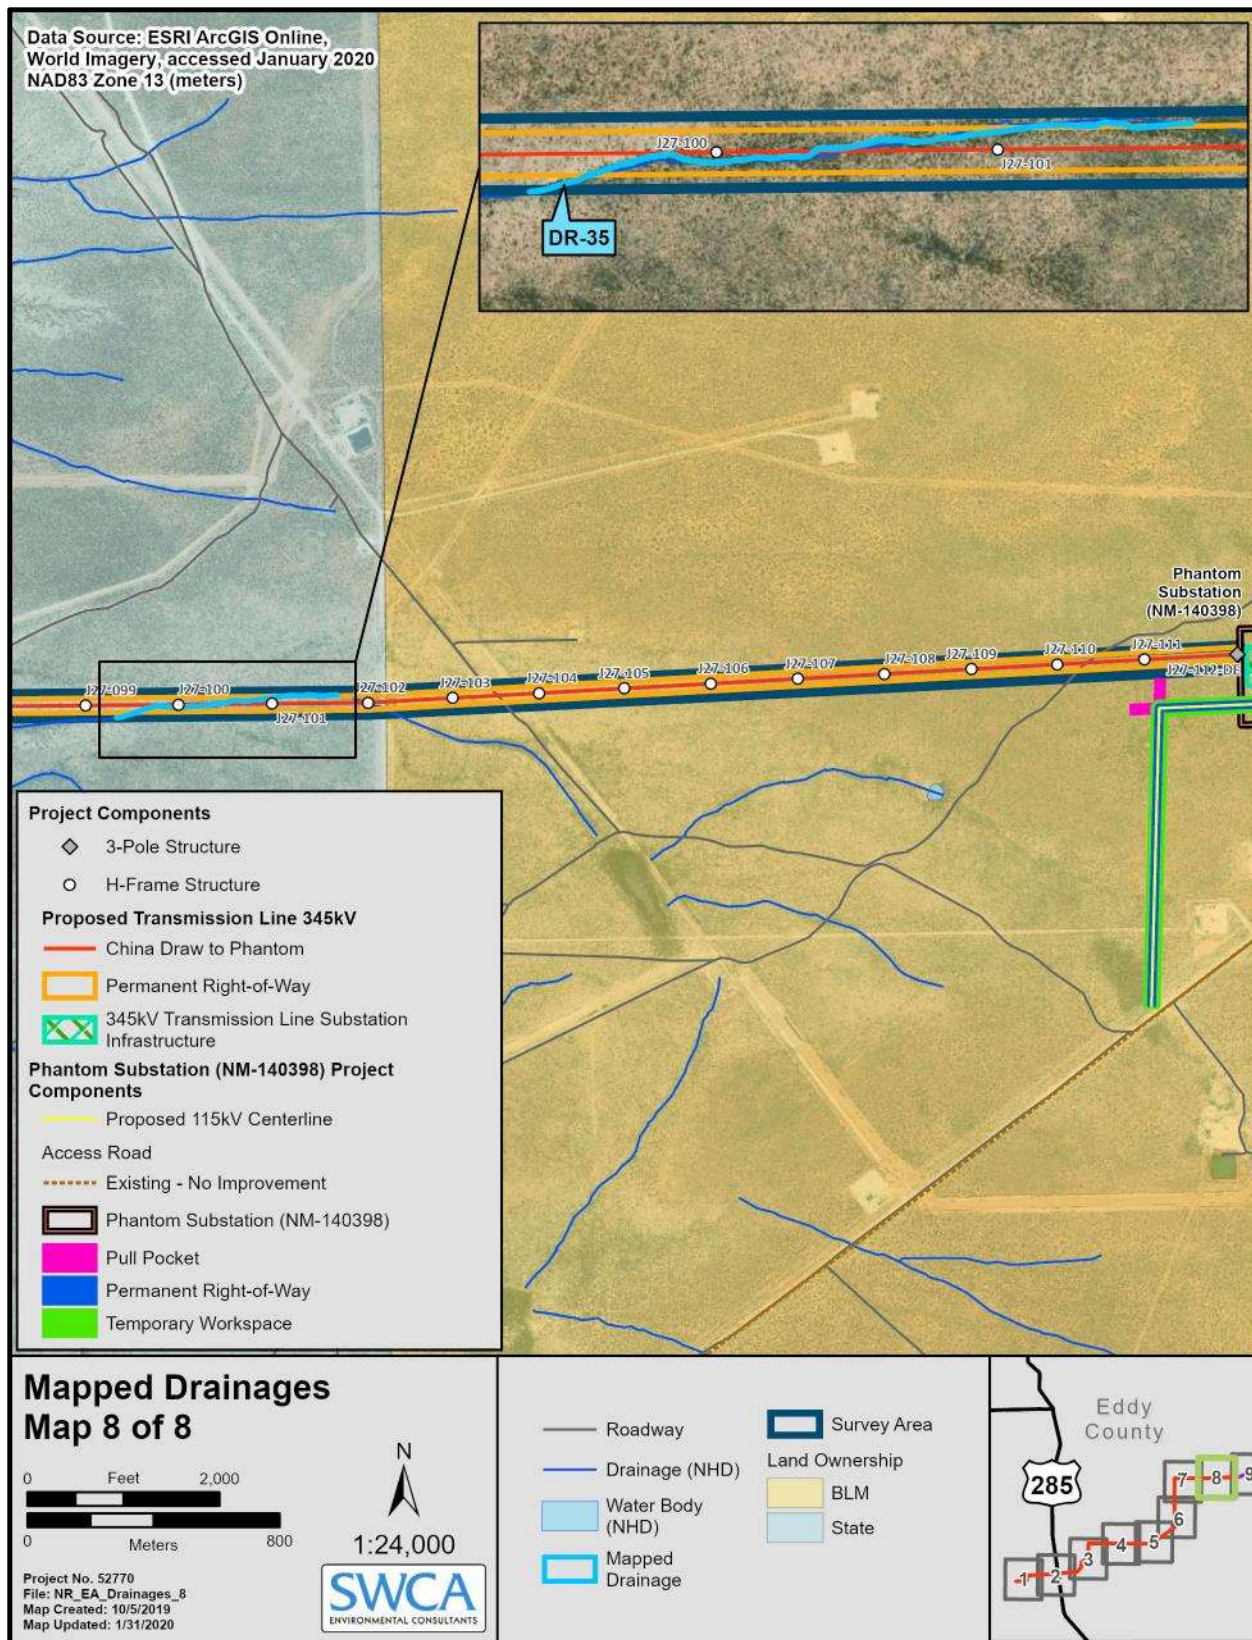 Data Source: ESRI ArcGIS Online,
World Imagery, accessed January 2020
NAD83 Zone 13 (meters)
J27-100
J27-101
DR-35
Phantom
Substation
(NM-140398)
J27-099
J27-100
J27-101
J27-102
J27-103
J27-104
J27-105
J27-106
J27-107
J27-108
J27-109
J27-110
J27-111
J27-112-DE
Project Components
3-Pole Structure
H-Frame Structure
Proposed Transmission Line 345kV
China Draw to Phantom
Permanent Right-of-Way
345kV Transmission Line Substation
Infrastructure
Phantom Substation (NM-140398) Project
Components
Proposed 115kV Centerline
Access Road
Existing - No Improvement
Phantom Substation (NM-140398)
Pull Pocket
Permanent Right-of-Way
Temporary Workspace
Mapped Drainages
Map 8 of 8
0 Feet 2,000
0 Meters 800
N
1:24,000
Project No. 52770
File: NR_EA_Drainages_8
Map Created: 10/5/2019
Map Updated: 1/31/2020
SWCA
ENVIRONMENTAL CONSULTANTS
Roadway
Drainage (NHD)
Water Body
(NHD)
Mapped
Drainage
Survey Area
Land Ownership
BLM
State
Eddy
County
285
1
2
3
4
5
6
7
8
9